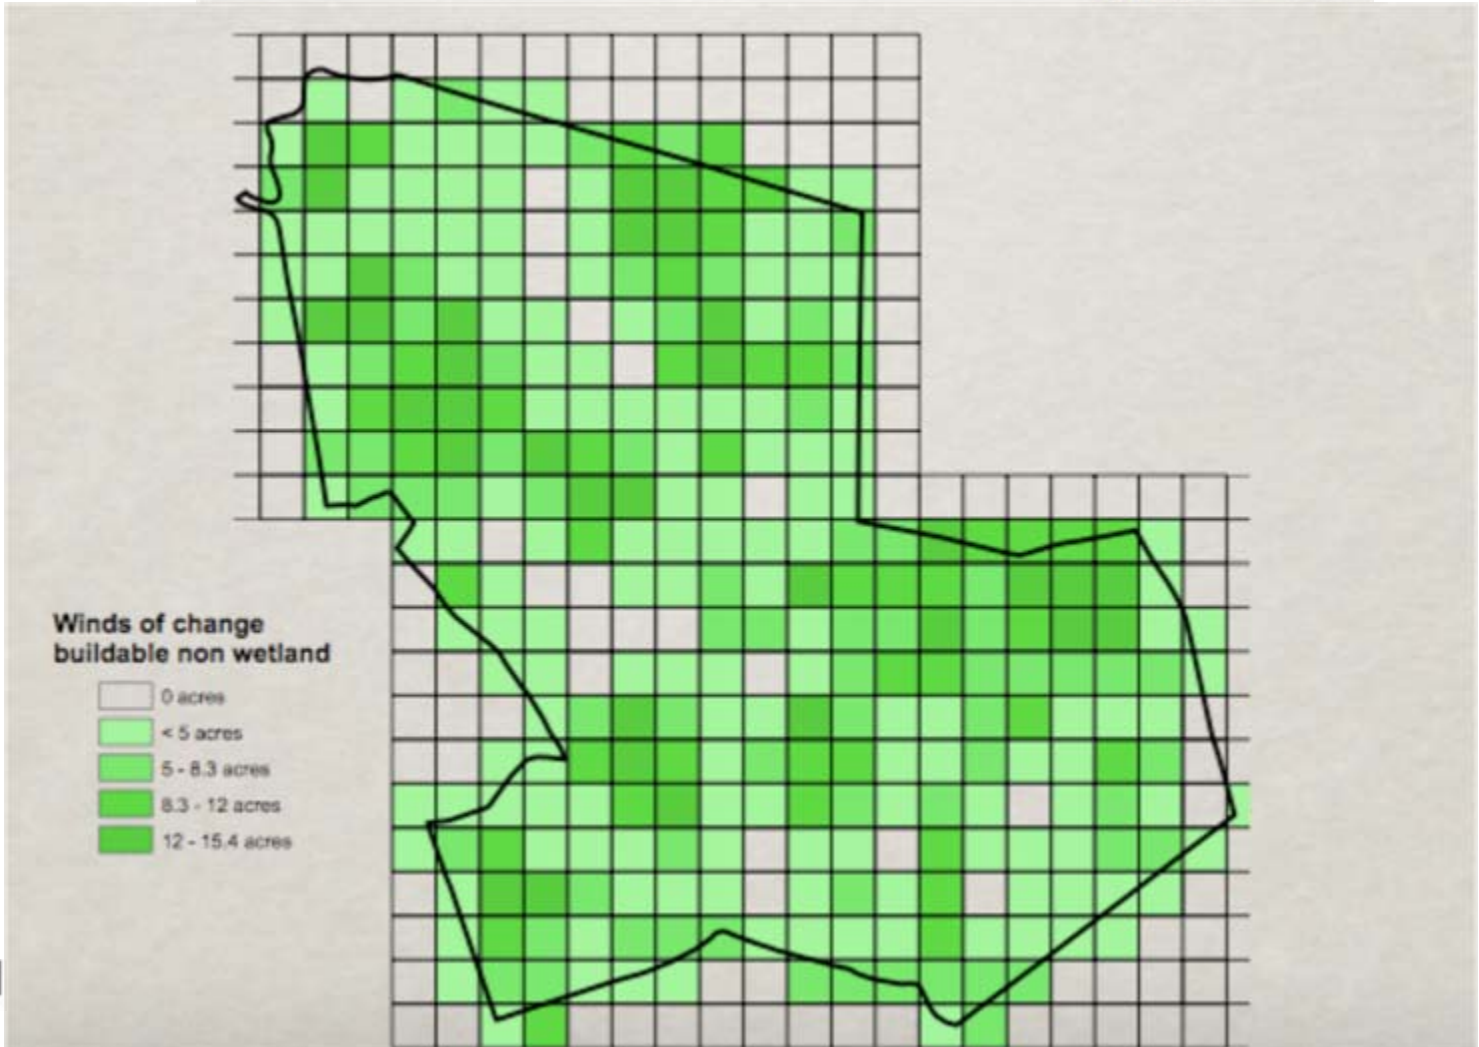 Winds of change
buildable non wetland
0 acres
< 5 acres
5 - 8.3 acres
8.3 - 12 acres
12 - 15.4 acres